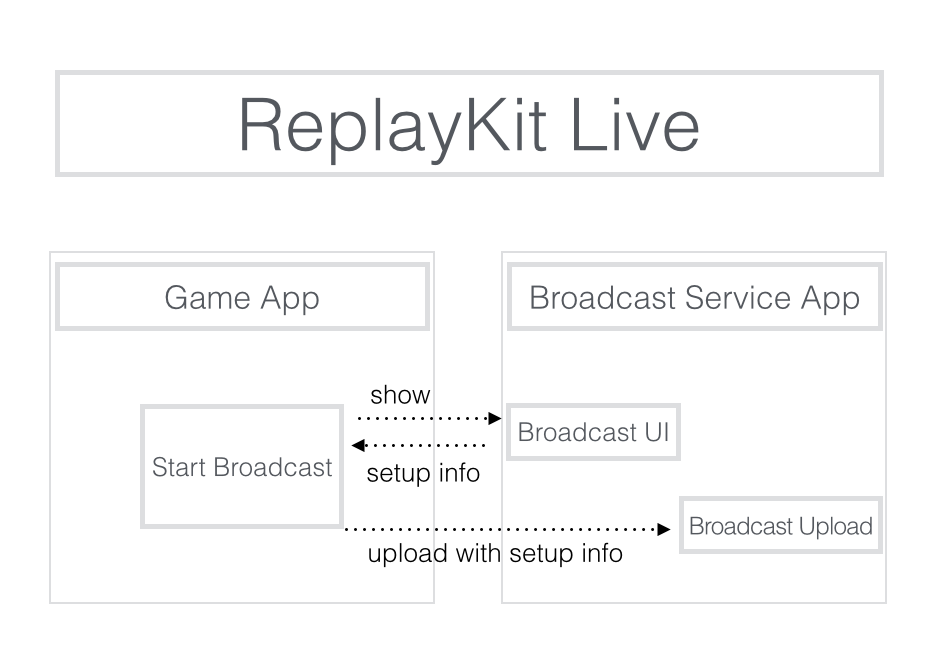 ReplayKit Live
Game App
Broadcast Service App
show
Start Broadcast
Broadcast UI
setup info
Broadcast Upload
upload with setup info